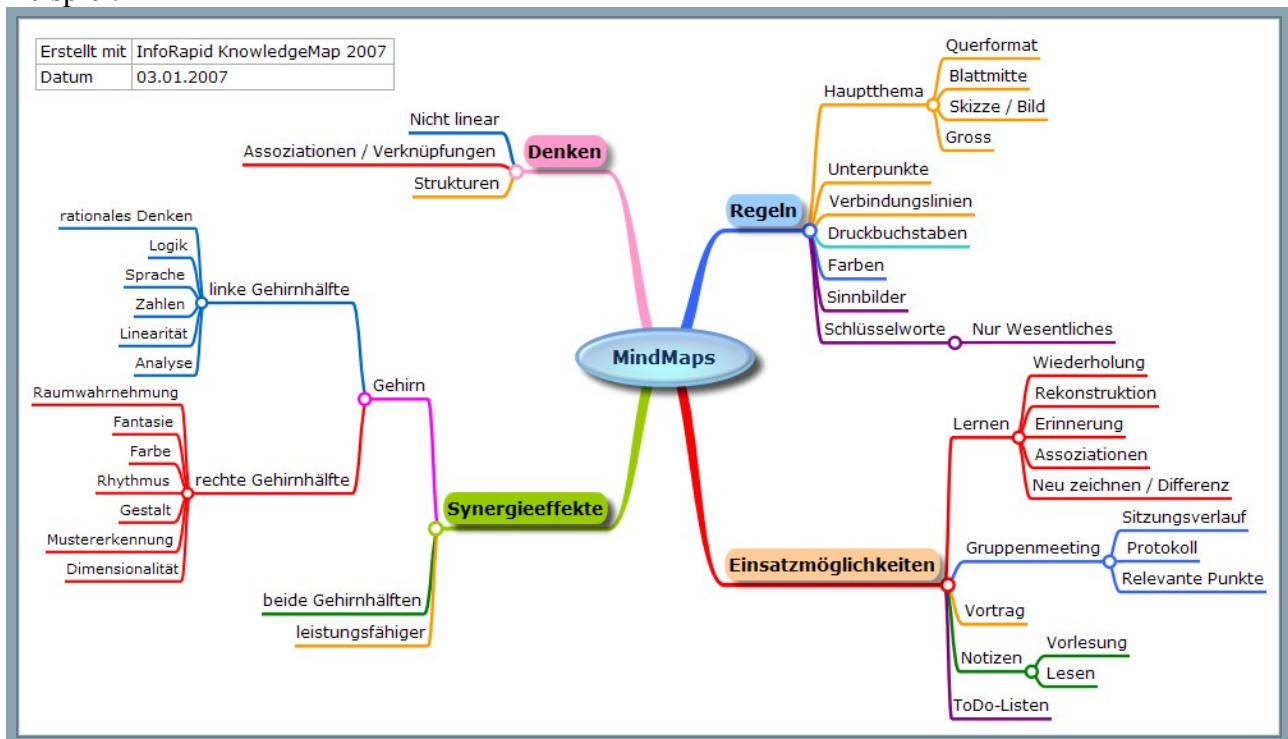 Erstellt mit InfoRapid KnowledgeMap 2007
Datum 03.01.2007
MindMaps
Denken
Nicht linear
Assoziationen / Verknüpfungen
Strukturen
Regeln
Hauptthema
Querformat
Blattmitte
Skizze / Bild
Gross
Unterpunkte
Verbindungslinien
Druckbuchstaben
Farben
Sinnbilder
Schlüsselworte
Nur Wesentliches
Synergieeffekte
Gehirn
linke Gehirnhälfte
rationales Denken
Logik
Sprache
Zahlen
Linearität
Analyse
rechte Gehirnhälfte
Raumwahrnehmung
Fantasie
Farbe
Rhythmus
Gestalt
Mustererkennung
Dimensionalität
beide Gehirnhälften
leistungsfähiger
Einsatzmöglichkeiten
Lernen
Wiederholung
Rekonstruktion
Erinnerung
Assoziationen
Neu zeichnen / Differenz
Gruppenmeeting
Sitzungsverlauf
Protokoll
Relevante Punkte
Vortrag
Notizen
Vorlesung
Lesen
ToDo-Listen